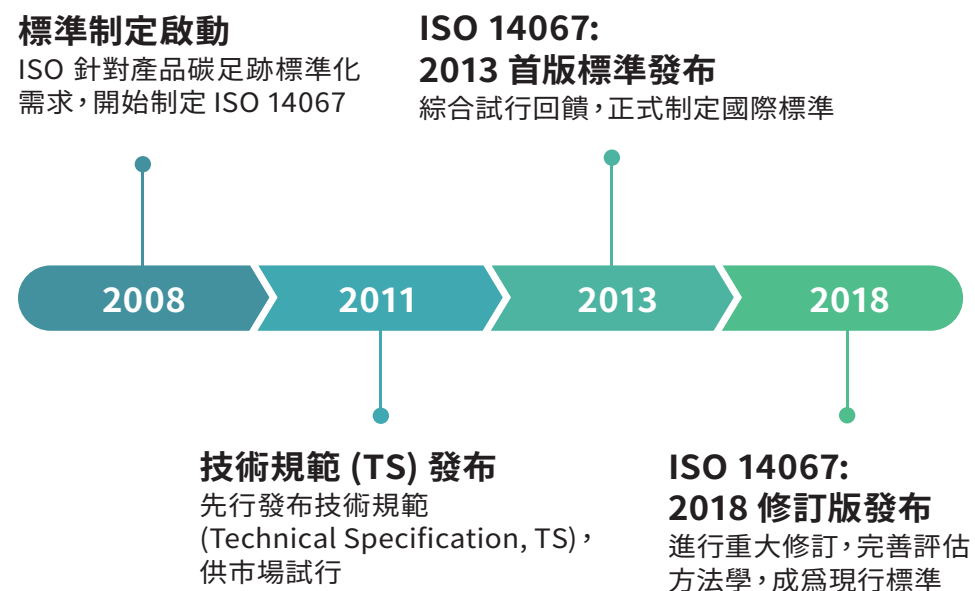 標準制定啟動
ISO 針對產品碳足跡標準化
需求，開始制定 ISO 14067
ISO 14067:
2013 首版標準發布
綜合試行回饋，正式制定國際標準
2008
2011
2013
2018
技術規範 (TS) 發布
先行發布技術規範
(Technical Specification, TS)，
供市場試行
ISO 14067:
2018 修訂版發布
進行重大修訂，完善評估
方法學，成為現行標準